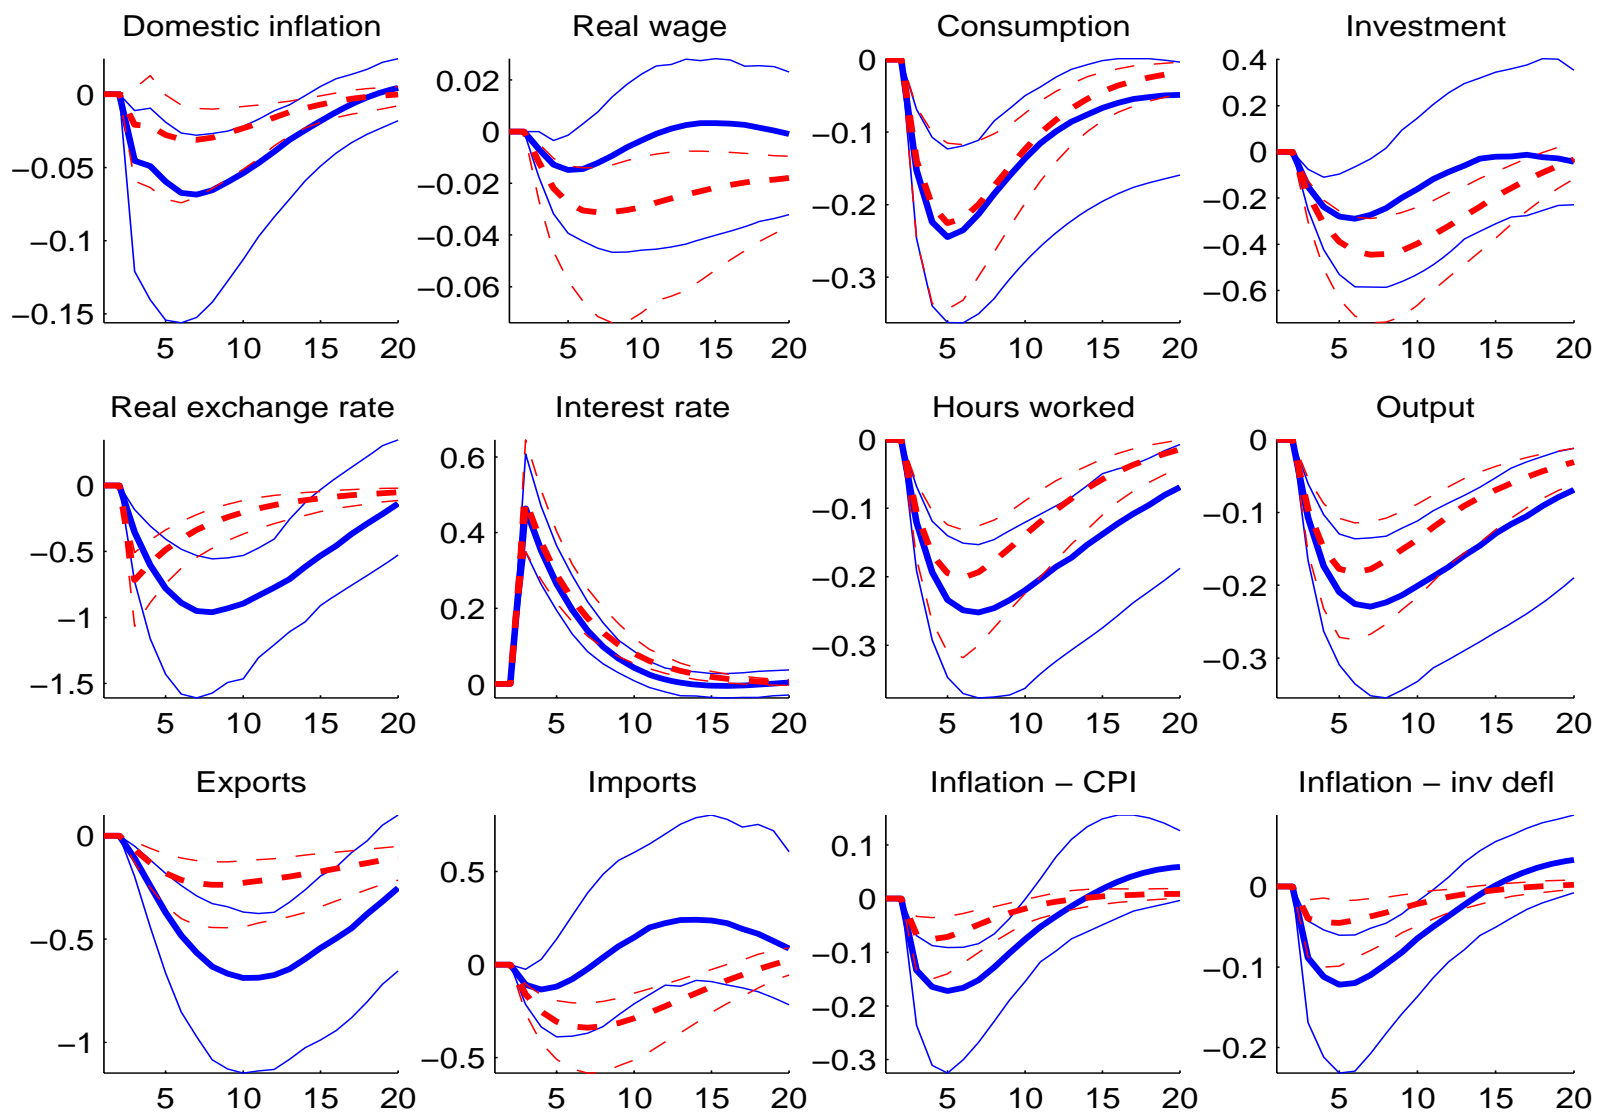 Domestic inflation Real wage Consumption Investment
0 0.02 0 0.4
−0.05 0 −0.1 0.2
−0.1 −0.02 −0.2 0
−0.15 −0.04 −0.3 −0.2
−0.06 −0.4
−0.6
5 10 15 20 5 10 15 20 5 10 15 20 5 10 15 20
Real exchange rate Interest rate Hours worked Output
0 0.6 0 0
−0.5 0.4 −0.1 −0.1
−1 0.2 −0.2 −0.2
−1.5 0 −0.3 −0.3
5 10 15 20 5 10 15 20 5 10 15 20 5 10 15 20
Exports Imports Inflation − CPI Inflation − inv defl
0 0.5 0.1 0
−0.5 0 0 −0.1
−1 −0.5 −0.1 −0.2
−0.2
−0.3
5 10 15 20 5 10 15 20 5 10 15 20 5 10 15 20